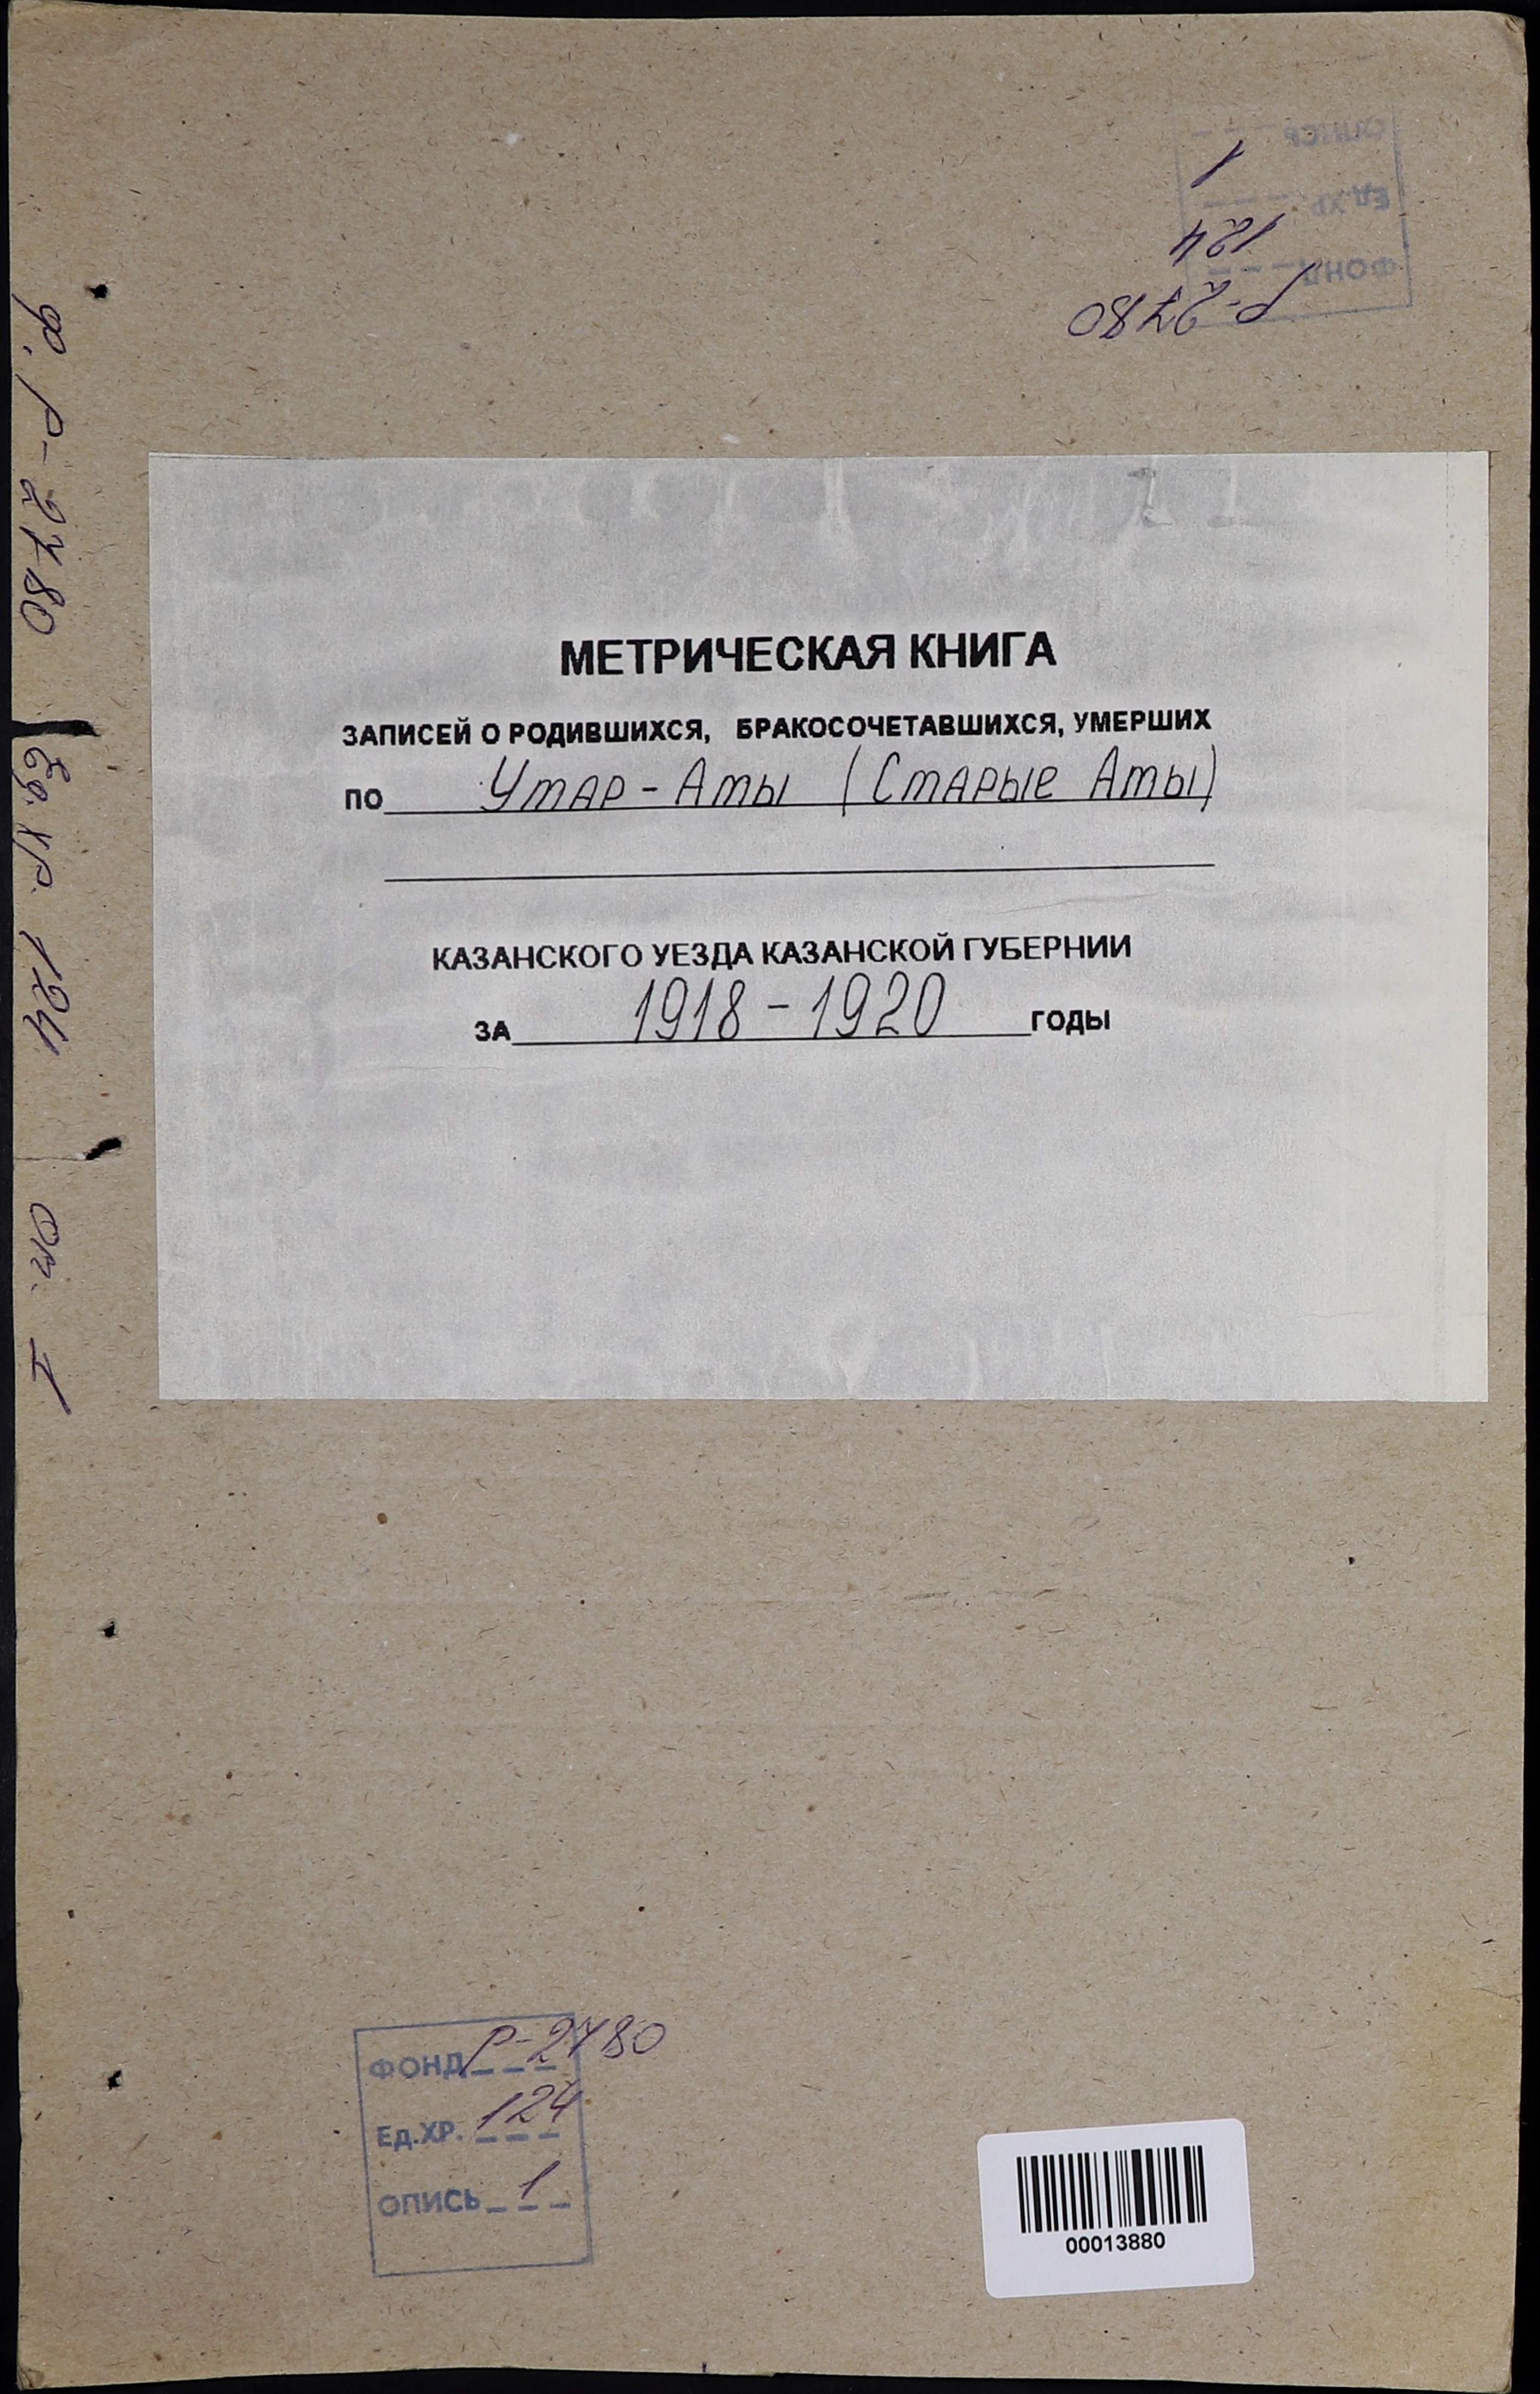 ОПИСЬ 1
ЕД.ХР. 124
ФОНД Р-2780
ф. Р-2780 Ед. хр. 124 оп. 1
МЕТРИЧЕСКАЯ КНИГА
ЗАПИСЕЙ О РОДИВШИХСЯ, БРАКОСОЧЕТАВШИХСЯ, УМЕРШИХ
ПО Утар-Аты (Старые Аты)
КАЗАНСКОГО УЕЗДА КАЗАНСКОЙ ГУБЕРНИИ
ЗА 1918-1920 ГОДЫ
ФОНД Р-2780
Ед.ХР. 124
ОПИСЬ 1
00013880